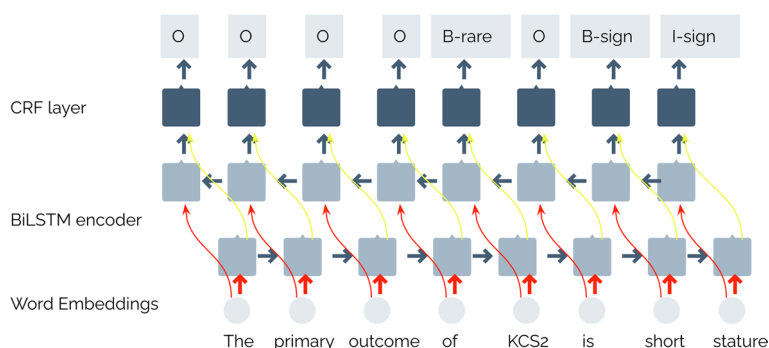 O O O O B-rare O B-sign I-sign
CRF layer
BiLSTM encoder
Word Embeddings
The primary outcome of KCS2 is short stature